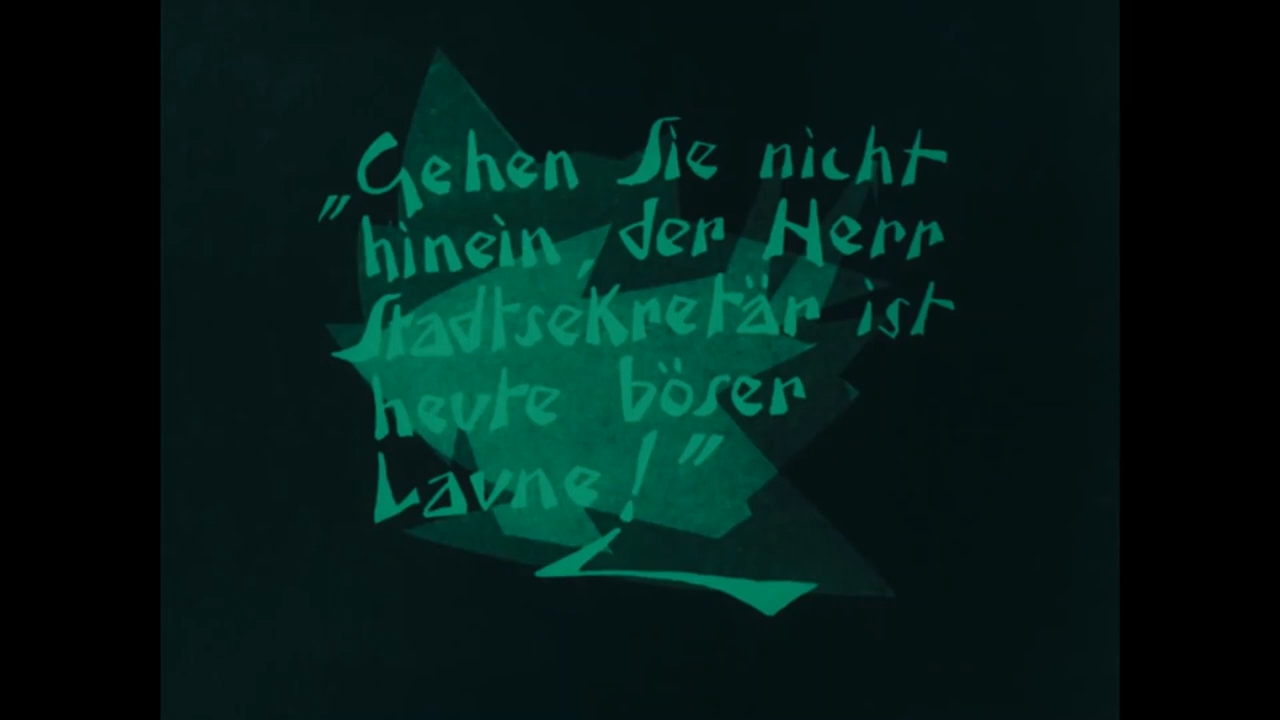 „Gehen Sie nicht
hinein, der Herr
Stadtsekretär ist
heute böser
Laune!”